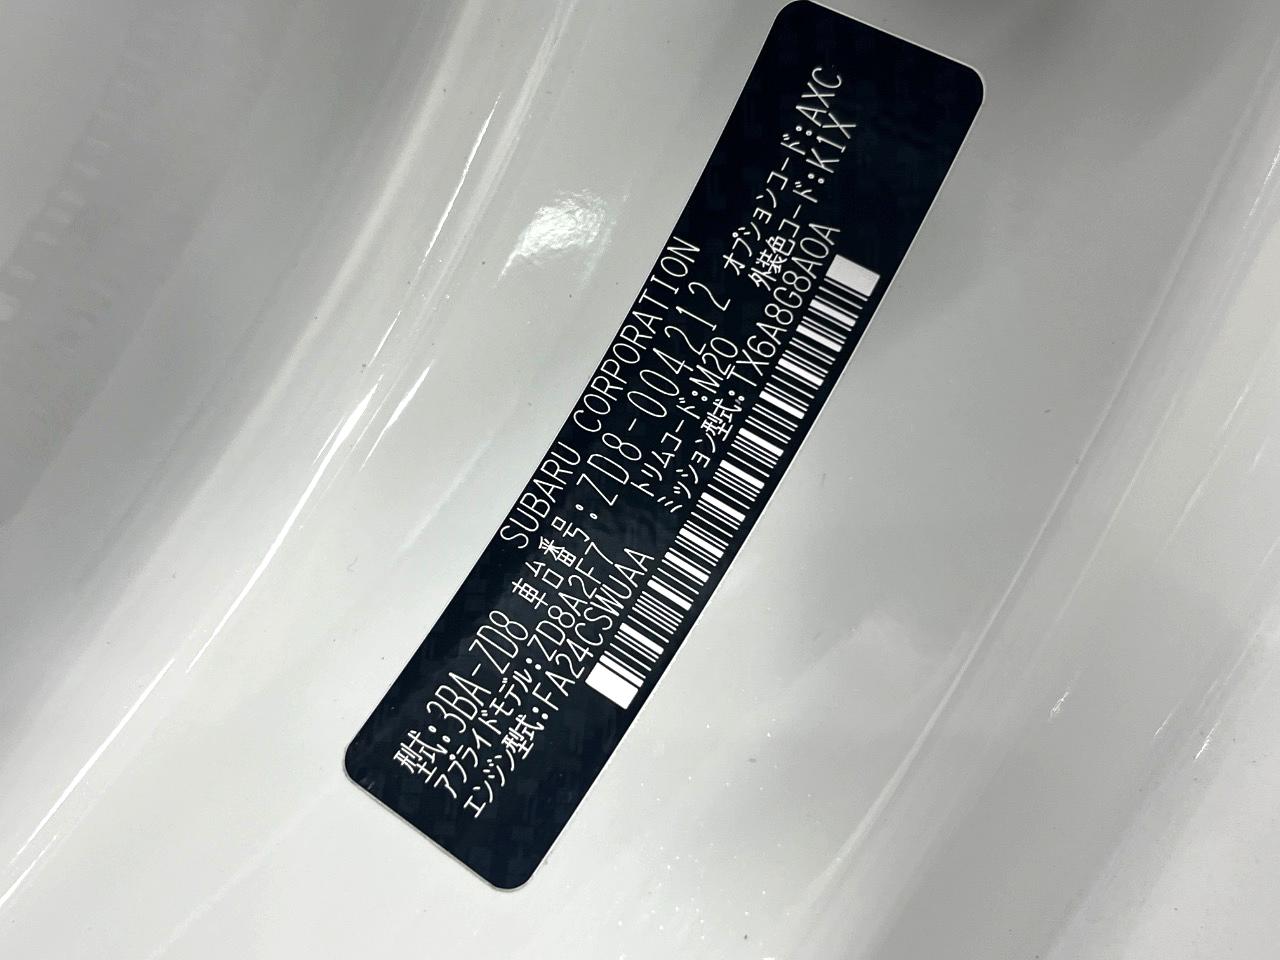 SUBARU CORPORATION
型式:3BA-ZD8 車台番号:ZD8-004212
アプライドモデル:ZD8A2F7 トリムコード:M20 オプションコード:AXC
外装色コード:K1X
エンジン型式:FA24CSWUAA ミッション型式:TX6A8G8AOA